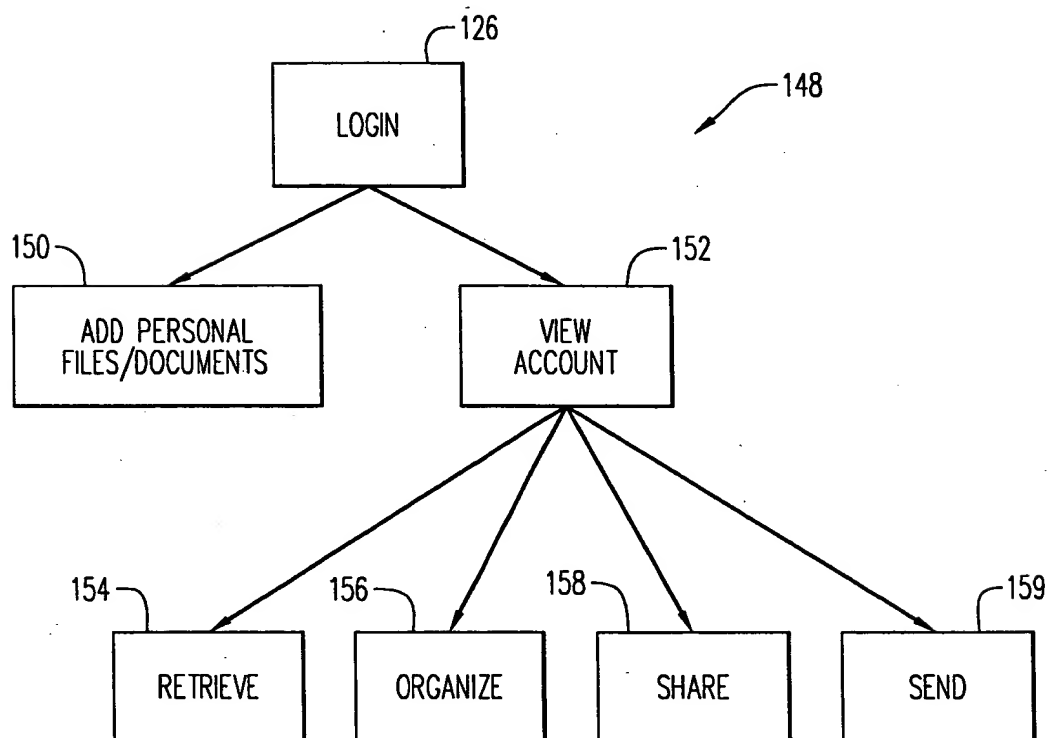 126
LOGIN
148
150
152
ADD PERSONAL
FILES/DOCUMENTS
VIEW
ACCOUNT
154
156
158
159
RETRIEVE
ORGANIZE
SHARE
SEND